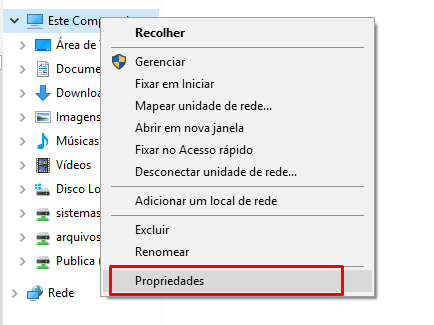 Este Comp
Recolher
Área de
Gerenciar
Docume
Fixar em Iniciar
Downloa
Mapear unidade de rede...
Imagens
Abrir em nova janela
Músicas
Fixar no Acesso rápido
Vídeos
Desconectar unidade de rede...
Disco Lo
Adicionar um local de rede
sistemas
Excluir
arquivos
Renomear
Publica (
Propriedades
Rede